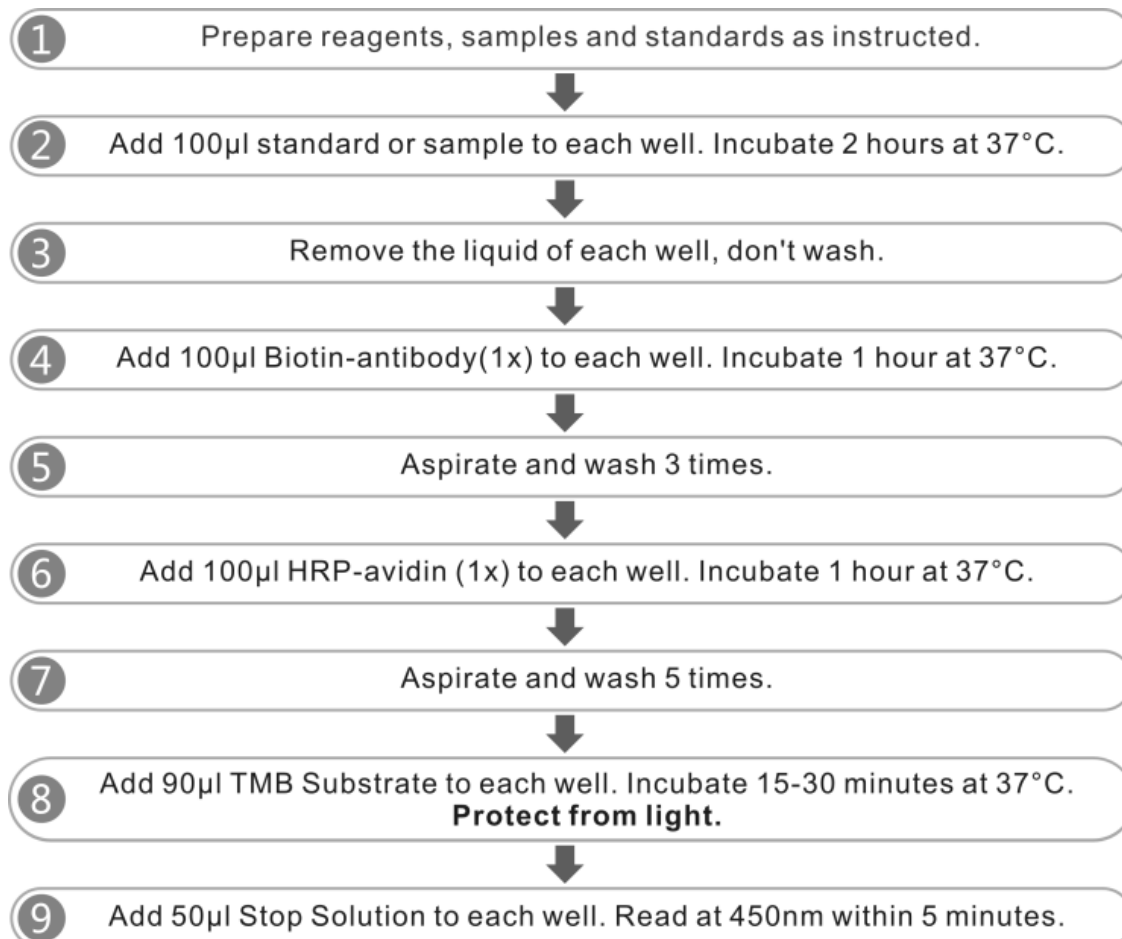 1 Prepare reagents, samples and standards as instructed.
2 Add 100µl standard or sample to each well. Incubate 2 hours at 37°C.
3 Remove the liquid of each well, don't wash.
4 Add 100µl Biotin-antibody(1x) to each well. Incubate 1 hour at 37°C.
5 Aspirate and wash 3 times.
6 Add 100µl HRP-avidin (1x) to each well. Incubate 1 hour at 37°C.
7 Aspirate and wash 5 times.
8 Add 90µl TMB Substrate to each well. Incubate 15-30 minutes at 37°C.
Protect from light.
9 Add 50µl Stop Solution to each well. Read at 450nm within 5 minutes.